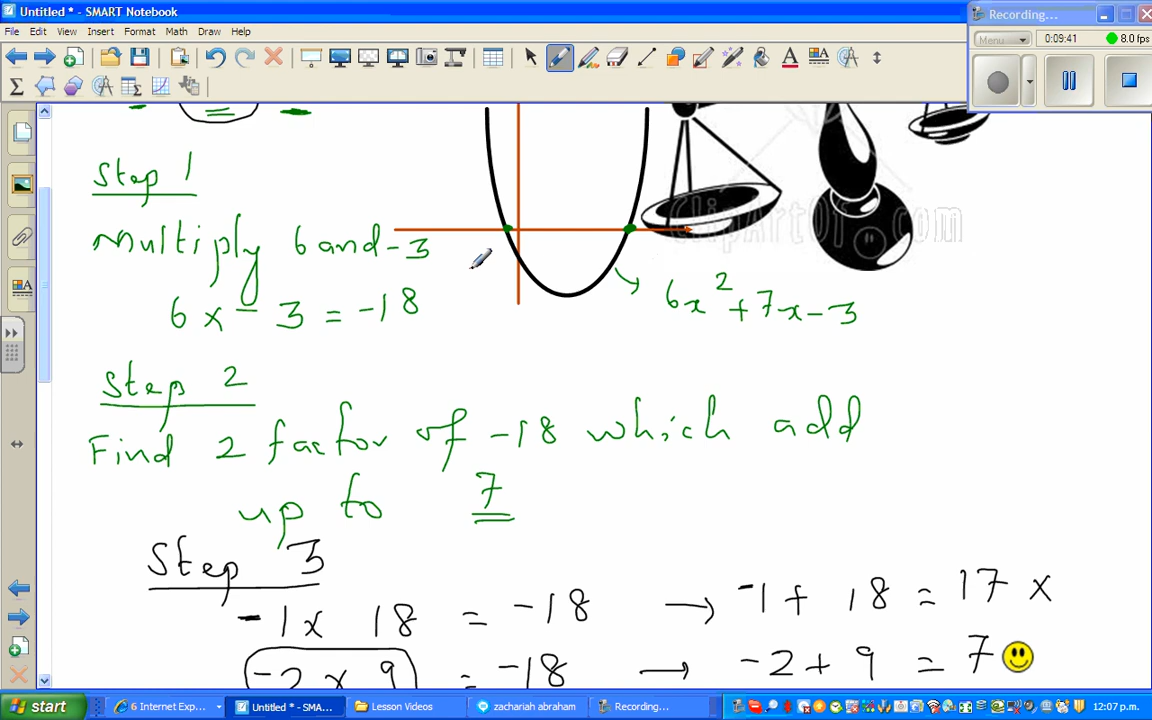 Untitled * - SMART Notebook
File Edit View Insert Format Math Draw Help
Recording...
Menu
0:09:41
8.0 fps
Step 1
Multiply 6 and -3
6 x - 3 = -18
ClipArtOf .com
6x² + 7x - 3
Step 2
Find 2 factor of -18 which add
up to 7
Step 3
-1 x 18 = -18 → -1 + 18 = 17 x
-2 x 9 = -18 → -2 + 9 = 7
start
6 Internet Exp...
Untitled * - SMA...
Lesson Videos
zachariah abraham
Recording...
12:07 p.m.